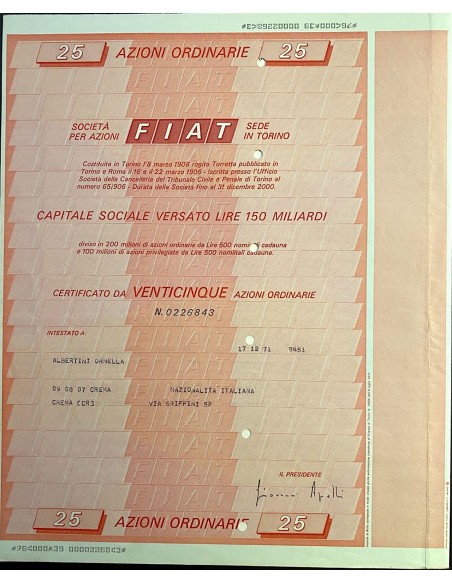 #764000A39 0000226843#
25 AZIONI ORDINARIE 25
SOCIETÀ
PER AZIONI
FIAT
SEDE
IN TORINO
Costituita in Torino l'8 marzo 1906 rogito Torretta pubblicato in
Torino e Roma il 16 e il 22 marzo 1906 - Iscritta presso l'Ufficio
Società della Cancelleria del Tribunale Civile e Penale di Torino al
numero 65/906 - Durata della Società fino al 31 dicembre 2000.
CAPITALE SOCIALE VERSATO LIRE 150 MILIARDI
diviso in 200 milioni di azioni ordinarie da Lire 500 nominali cadauna
e 100 milioni di azioni privilegiate da Lire 500 nominali cadauna.
CERTIFICATO DA VENTICINQUE AZIONI ORDINARIE
N.0226843
INTESTATO A:
17 12 71 9451
ALBERTINI ORNELLA
09 08 07 CREMA NAZIONALITA ITALIANA
CREMA (CR) VIA GRIFFINI 52
IL PRESIDENTE
25 AZIONI ORDINARIE 25
#764000A39 0000226843#